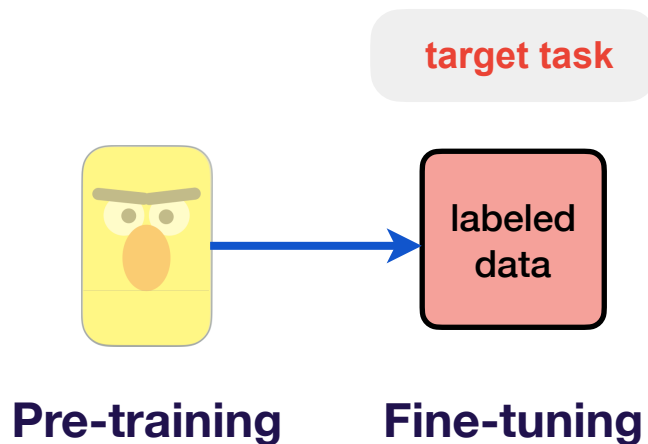 target task
labeled
data
Pre-training
Fine-tuning